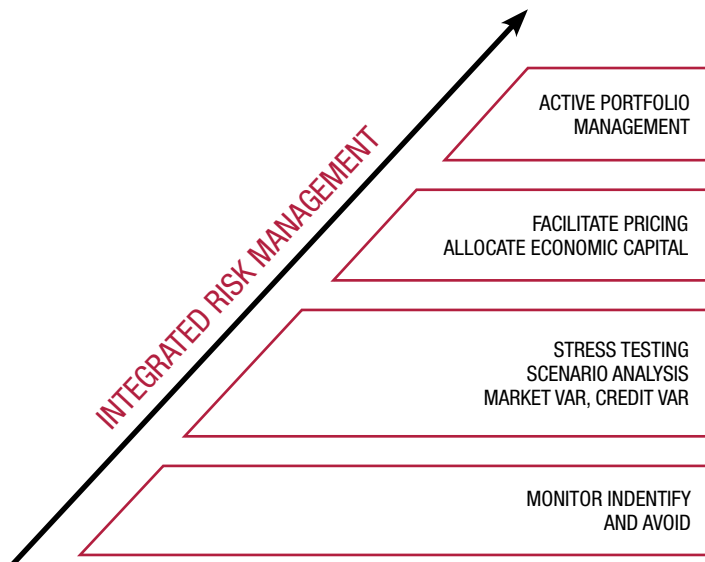 INTEGRATED RISK MANAGEMENT
ACTIVE PORTFOLIO
MANAGEMENT
FACILITATE PRICING
ALLOCATE ECONOMIC CAPITAL
STRESS TESTING
SCENARIO ANALYSIS
MARKET VAR, CREDIT VAR
MONITOR INDENTIFY
AND AVOID